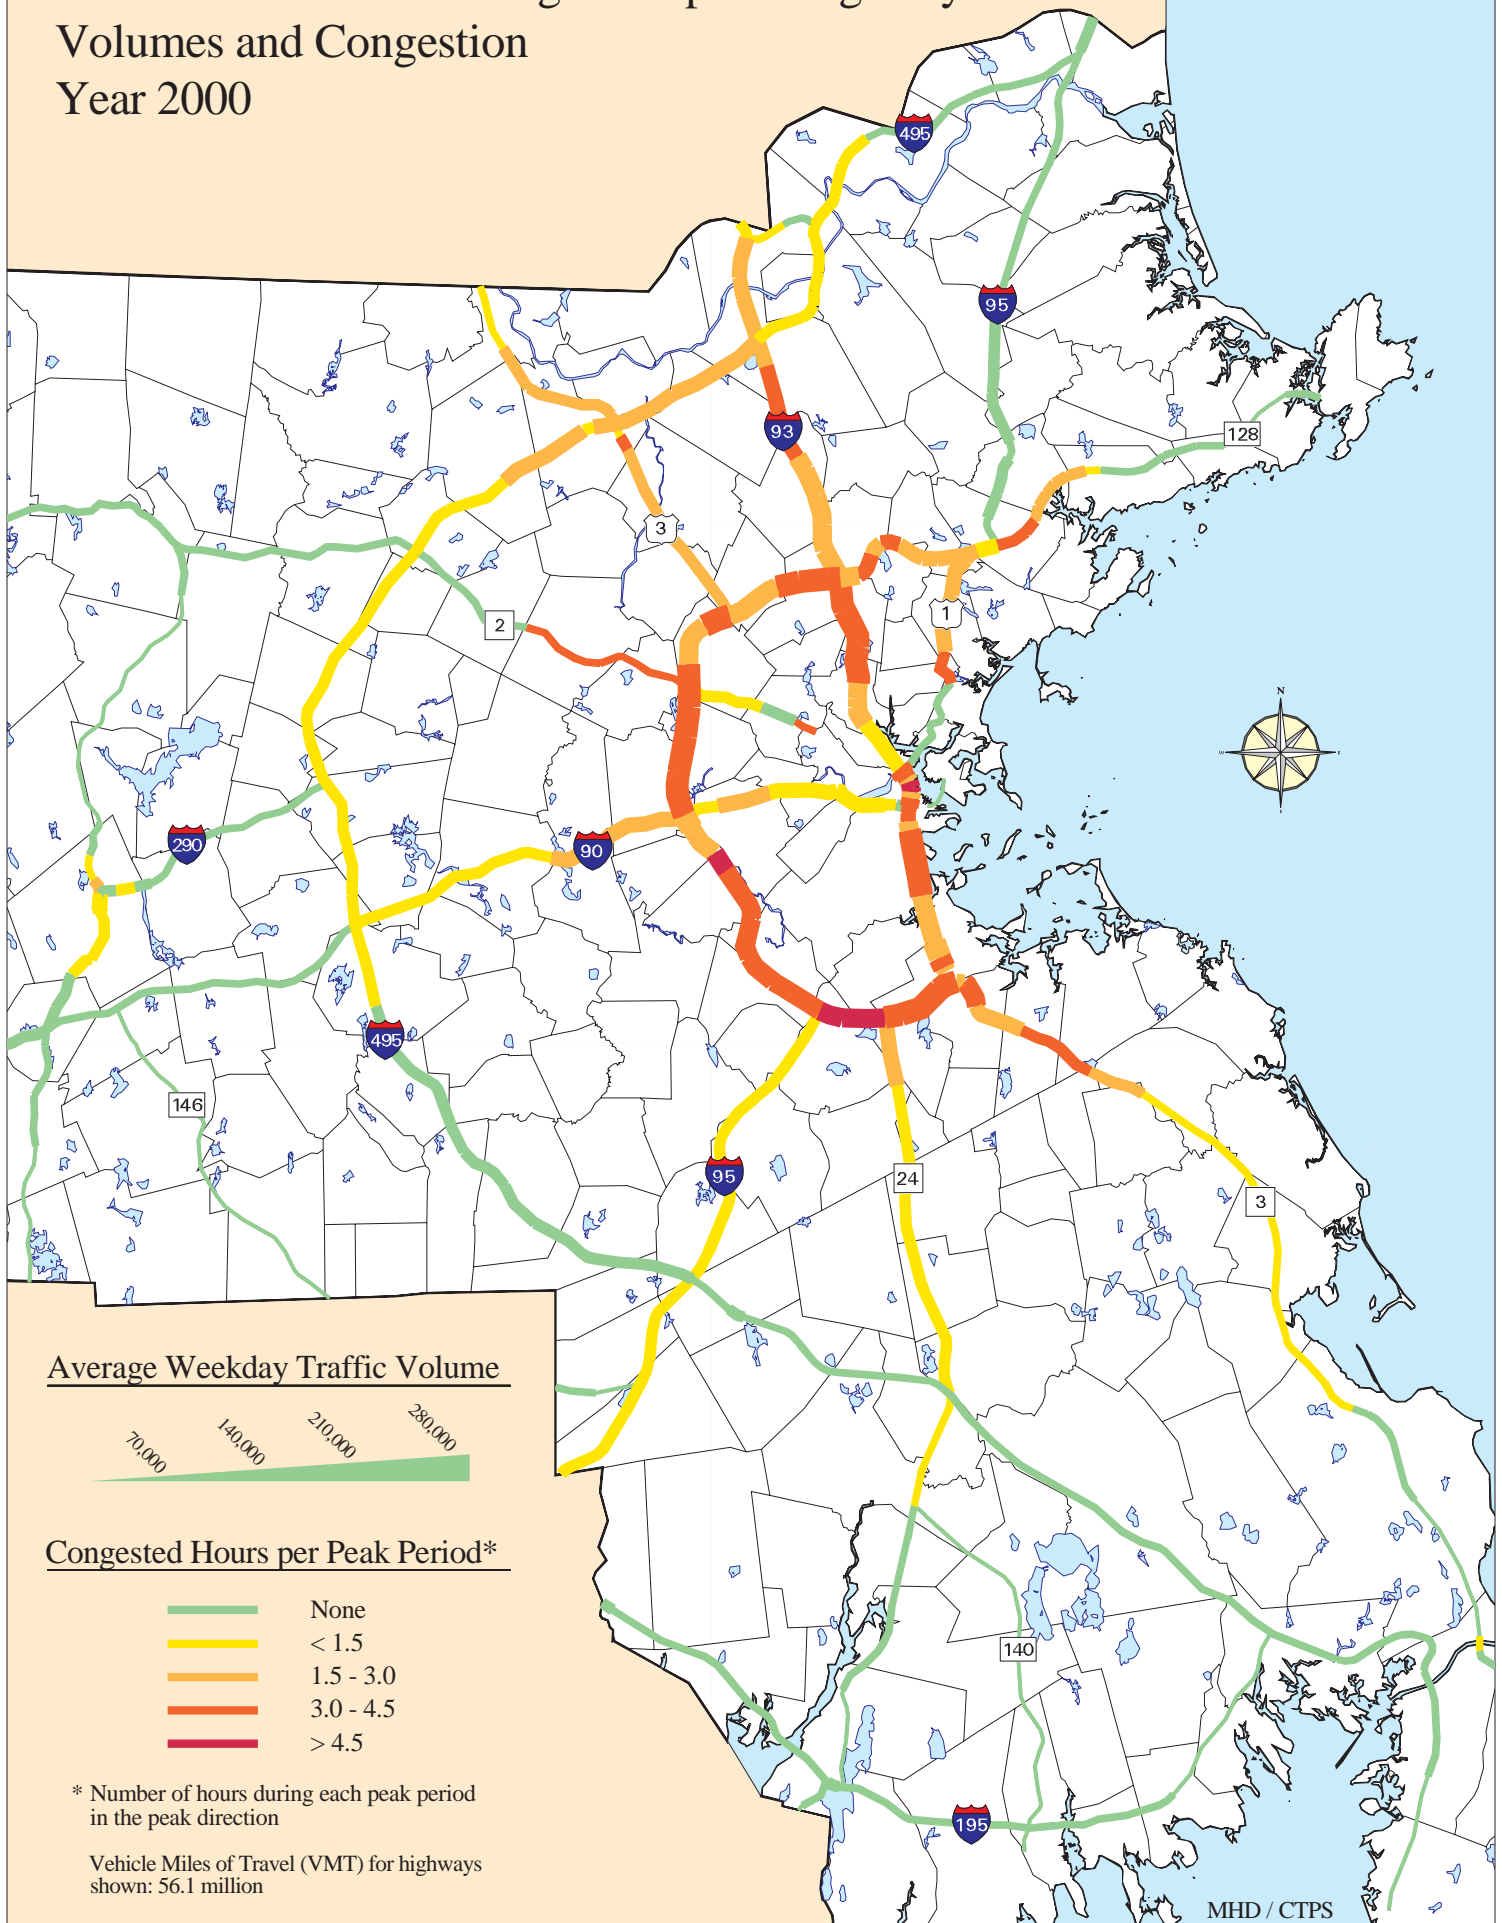 Volumes and Congestion
Year 2000
495
95
93
128
3
1
2
N
W
E
290
90
495
146
95
24
3
Average Weekday Traffic Volume
70,000
140,000
210,000
280,000
Congested Hours per Peak Period*
None
< 1.5
1.5 - 3.0
3.0 - 4.5
> 4.5
140
* Number of hours during each peak period
in the peak direction
195
Vehicle Miles of Travel (VMT) for highways
shown: 56.1 million
MHD / CTPS